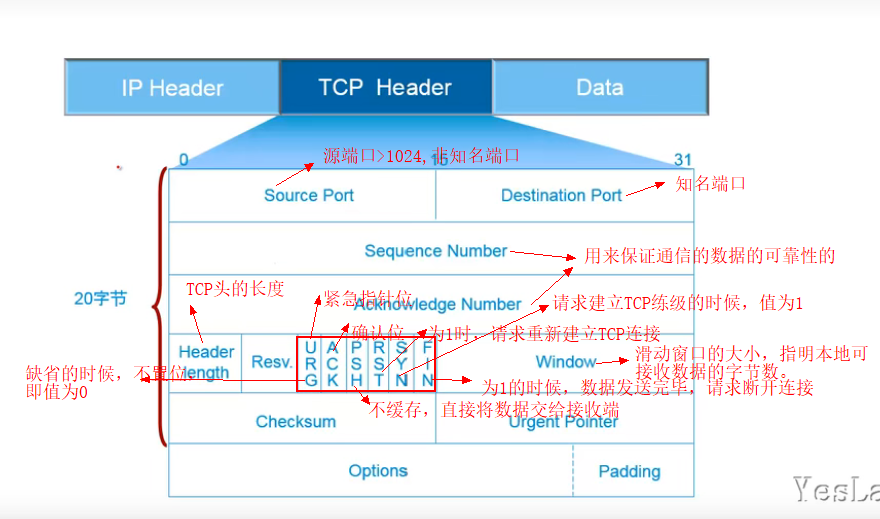 IP Header
TCP Header
Data
0
15
31
源端口>1024,非知名端口
Source Port
Destination Port
知名端口
Sequence Number
用来保证通信的数据的可靠性的
20字节
TCP头的长度
紧急指针位
Acknowledge Number
请求建立TCP练级的时候，值为1
确认位
为1时，请求重新建立TCP连接
Header
length
Resv.
U A P R S F
R C S S Y I
G K H T N N
Window
滑动窗口的大小，指明本地可
接收数据的字节数。
缺省的时候，不置位，
即值为0
为1的时候，数据发送完毕，请求断开连接
不缓存，直接将数据交给接收端
Checksum
Urgent Pointer
Options
Padding
YesLa